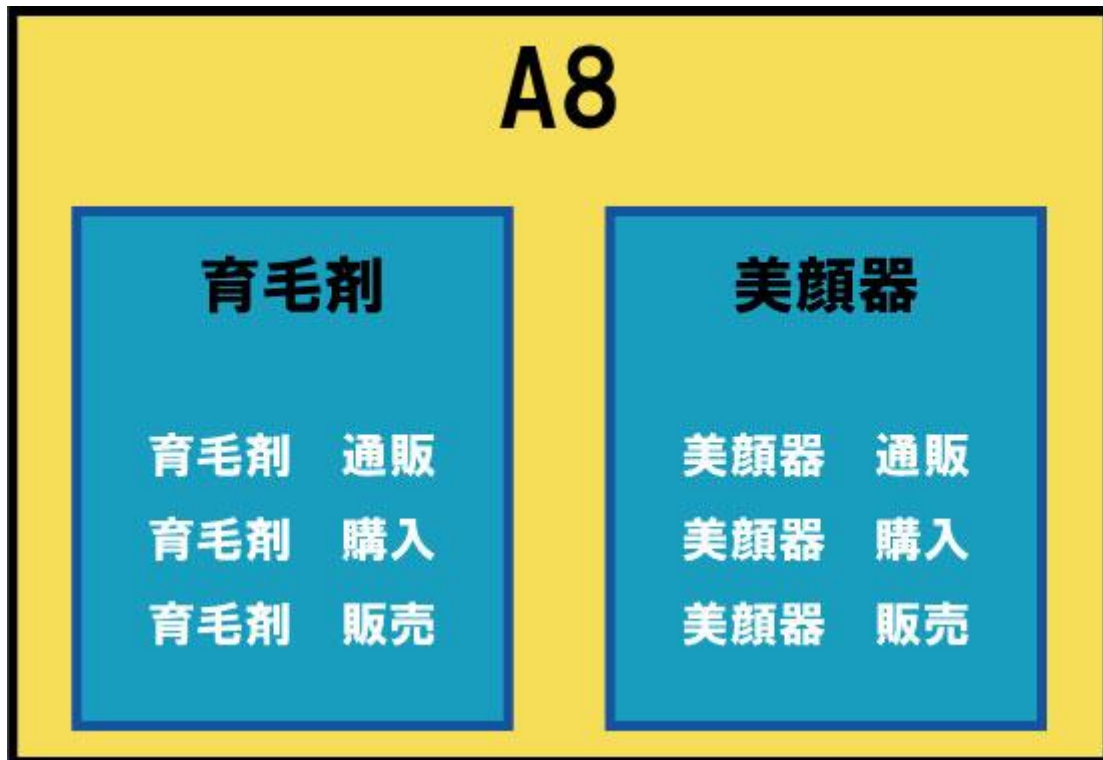 A8
育毛剤
育毛剤　通販
育毛剤　購入
育毛剤　販売
美顔器
美顔器　通販
美顔器　購入
美顔器　販売